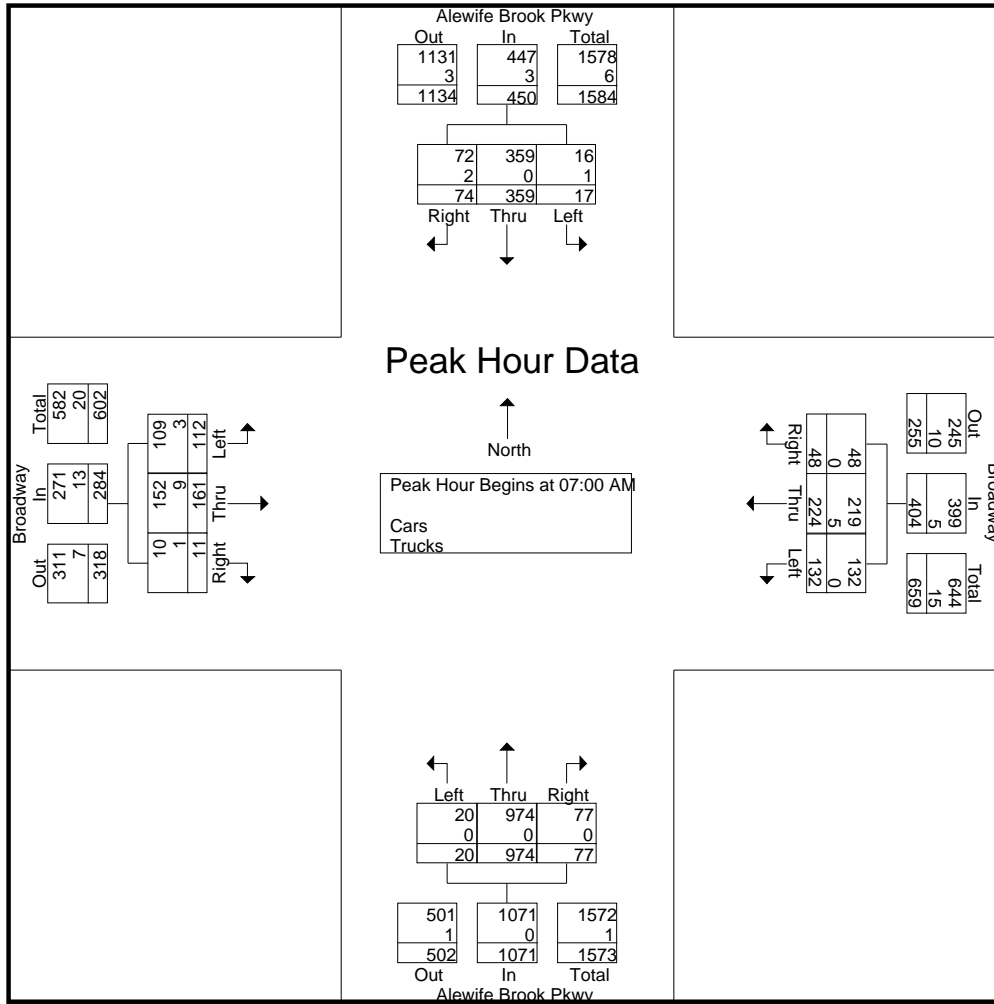 Alewife Brook Pkwy
Out In Total
1131 447 1578
3 3 6
1134 450 1584
72 359 16
2 0 1
74 359 17
Right Thru Left
Peak Hour Data
North
Peak Hour Begins at 07:00 AM
Cars
Trucks
Broadway
Total
582
20
602
In
271
13
284
Out
311
7
318
Left
109
3
112
Thru
152
9
161
Right
10
1
11
Right
48
0
48
Thru
219
5
224
Left
132
0
132
Out
245
10
255
In
399
5
404
Total
644
15
659
Broadway
Left Thru Right
20 974 77
0 0 0
20 974 77
501 1071 1572
1 0 1
502 1071 1573
Out In Total
Alewife Brook Pkwy